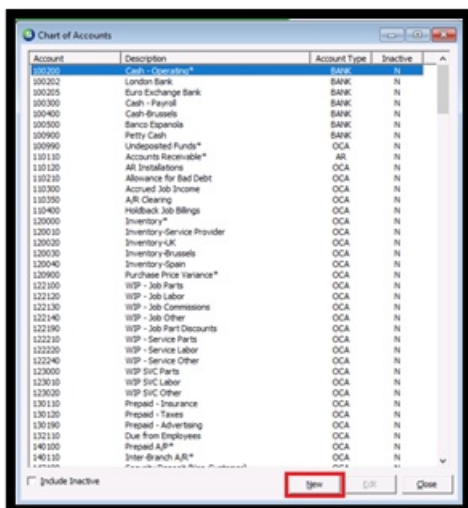 Chart of Accounts
Account Description Account Type Inactive
100200 Cash - Operating* BANK N
100202 London Bank BANK N
100205 Euro Exchange Bank BANK N
100300 Cash - Payroll BANK N
100400 Cash-Brussels BANK N
100500 Banco Espanola BANK N
100900 Petty Cash BANK N
100990 Undeposited Funds* OCA N
110110 Accounts Receivable* AR N
110120 AR Installations OCA N
110210 Allowance for Bad Debt OCA N
110300 Accrued Job Income OCA N
110350 A/R Clearing OCA N
110400 Holdback Job Billings OCA N
120000 Inventory* OCA N
120010 Inventory-Service Provider OCA N
120020 Inventory-UK OCA N
120030 Inventory-Brussels OCA N
120040 Inventory-Spain OCA N
120900 Purchase Price Variance* OCA N
122100 WIP - Job Parts OCA N
122120 WIP - Job Labor OCA N
122130 WIP - Job Commissions OCA N
122140 WIP - Job Other OCA N
122190 WIP - Job Part Discounts OCA N
122210 WIP - Service Parts OCA N
122220 WIP - Service Labor OCA N
122240 WIP - Service Other OCA N
123000 WIP SVC Parts OCA N
123010 WIP SVC Labor OCA N
123020 WIP SVC Other OCA N
130110 Prepaid - Insurance OCA N
130120 Prepaid - Taxes OCA N
130190 Prepaid - Advertising OCA N
132110 Due from Employees OCA N
140100 Prepaid A/P* OCA N
140110 Inter-Branch A/R* OCA N
Include Inactive New Edit Close